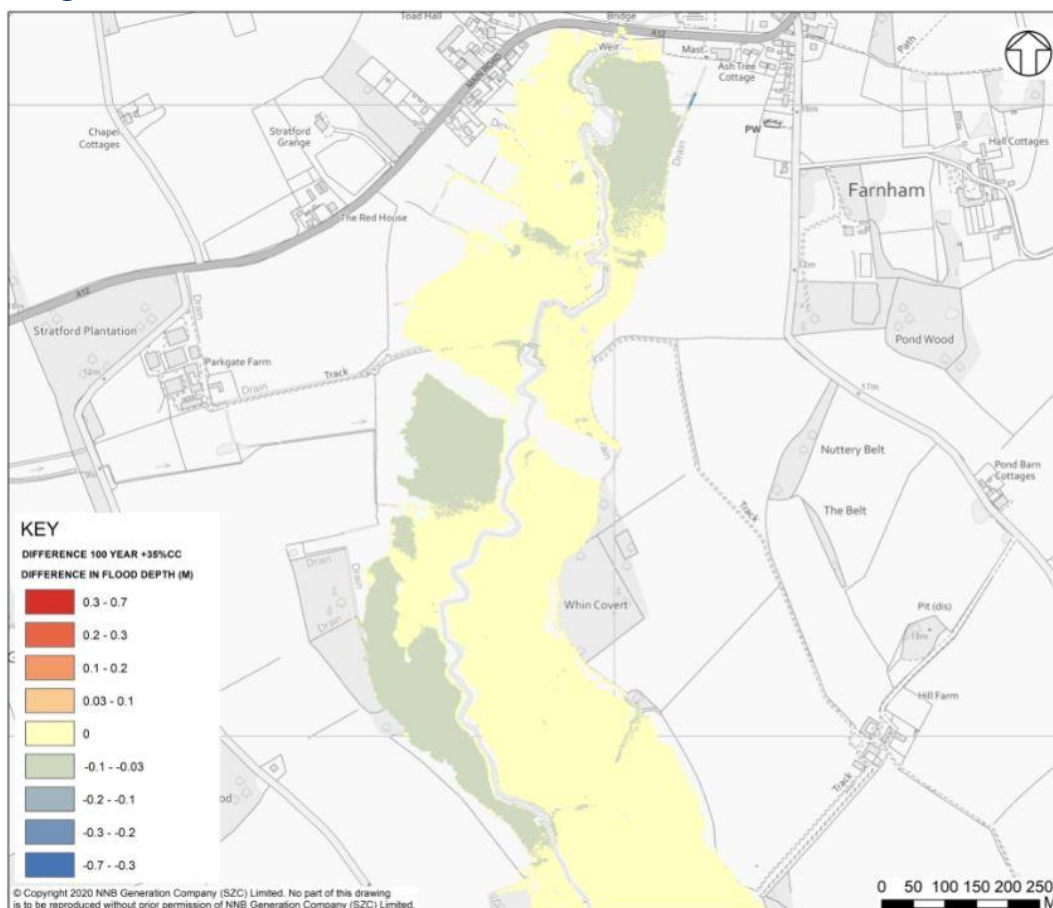 Toad Hall
Bridge
A12
Weir
MAIN ROAD
Mast
Ash Tree
Cottage
Path
Chapel
Cottages
Stratford
Grange
Drain
PW
Hall Cottages
Farnham
The Red House
A12
12m
Stratford Plantation
Drain
Parkgate Farm
Track
Drain
Pond Wood
17m
Nuttery Belt
Pond Barn
Cottages
The Belt
Track
KEY
DIFFERENCE 100 YEAR +35%CC
DIFFERENCE IN FLOOD DEPTH (M)
0.3 - 0.7
0.2 - 0.3
0.1 - 0.2
0.03 - 0.1
0
-0.1 - -0.03
-0.2 - -0.1
-0.3 - -0.2
-0.7 - -0.3
Drain
Drain
Drain
Whin Covert
Pit (dis)
Hill Farm
Track
© Copyright 2020 NNB Generation Company (SZC) Limited. No part of this drawing
is to be reproduced without prior permission of NNB Generation Company (SZC) Limited.
0 50 100 150 200 250
M